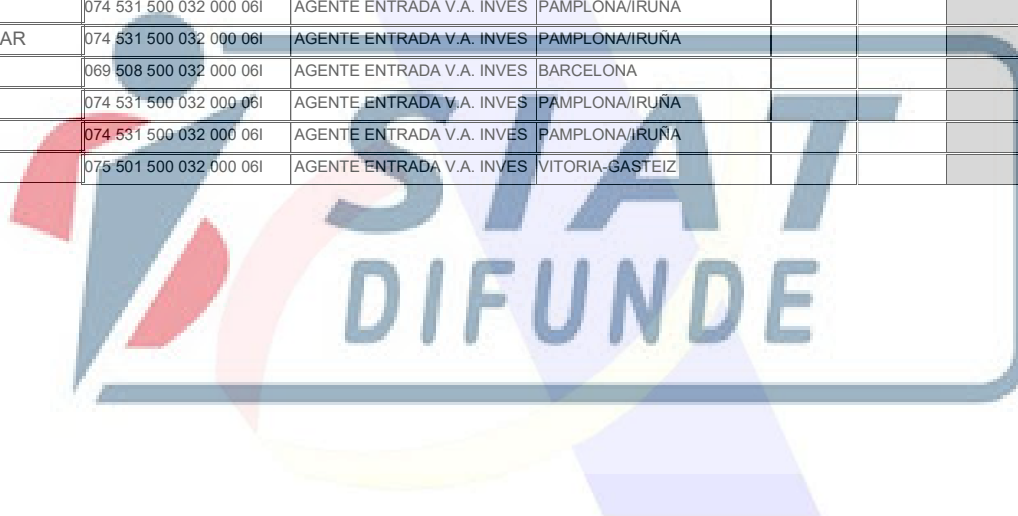 074 531 500 032 000 06I AGENTE ENTRADA V.A. INVES PAMPLONA/IRUÑA
AR 074 531 500 032 000 06I AGENTE ENTRADA V.A. INVES PAMPLONA/IRUÑA
069 508 500 032 000 06I AGENTE ENTRADA V.A. INVES BARCELONA
074 531 500 032 000 06I AGENTE ENTRADA V.A. INVES PAMPLONA/IRUÑA
074 531 500 032 000 06I AGENTE ENTRADA V.A. INVES PAMPLONA/IRUÑA
075 501 500 032 000 06I AGENTE ENTRADA V.A. INVES VITORIA-GASTEIZ
SIAT
DIFUNDE